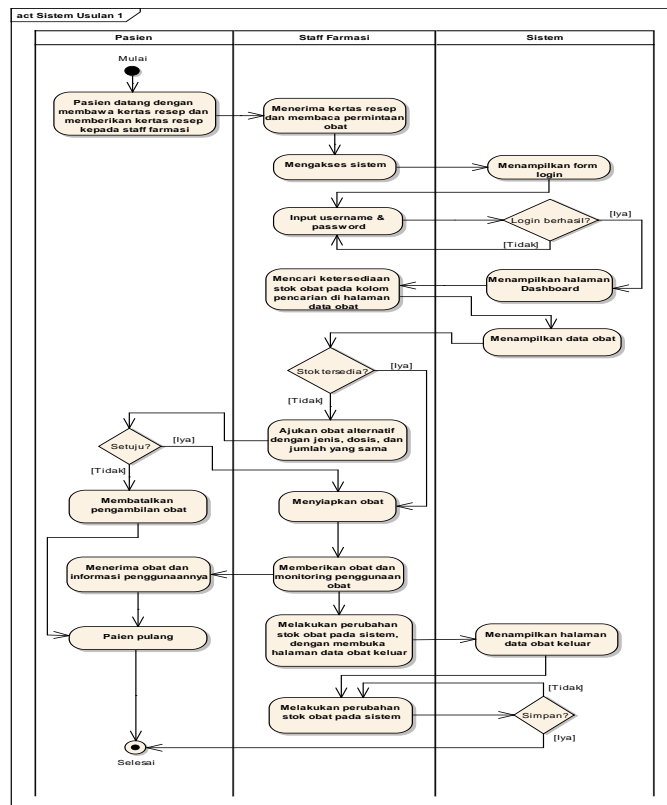 act Sistem Usulan 1
Pasien
Staff Farmasi
Sistem
Mulai
Pasien datang dengan
membawa kertas resep dan
memberikan kertas resep
kepada staff farmasi
Menerima kertas resep
dan membaca permintaan
obat
Mengakses sistem
Menampilkan form
login
Input username &
password
Login berhasil?
[Iya]
[Tidak]
Menampilkan halaman
Dashboard
Mencari ketersediaan
stok obat pada kolom
pencarian di halaman
data obat
Menampilkan data obat
Stok tersedia?
[Iya]
[Tidak]
Ajukan obat alternatif
dengan jenis, dosis, dan
jumlah yang sama
Setuju?
[Iya]
[Tidak]
Membatalkan
pengambilan obat
Menyiapkan obat
Memberikan obat dan
monitoring penggunaan
obat
Menerima obat dan
informasi penggunaannya
Paien pulang
Melakukan perubahan
stok obat pada sistem,
dengan membuka
halaman data obat keluar
Menampilkan halaman
data obat keluar
Melakukan perubahan
stok obat pada sistem
[Tidak]
Simpan?
[Iya]
Selesai